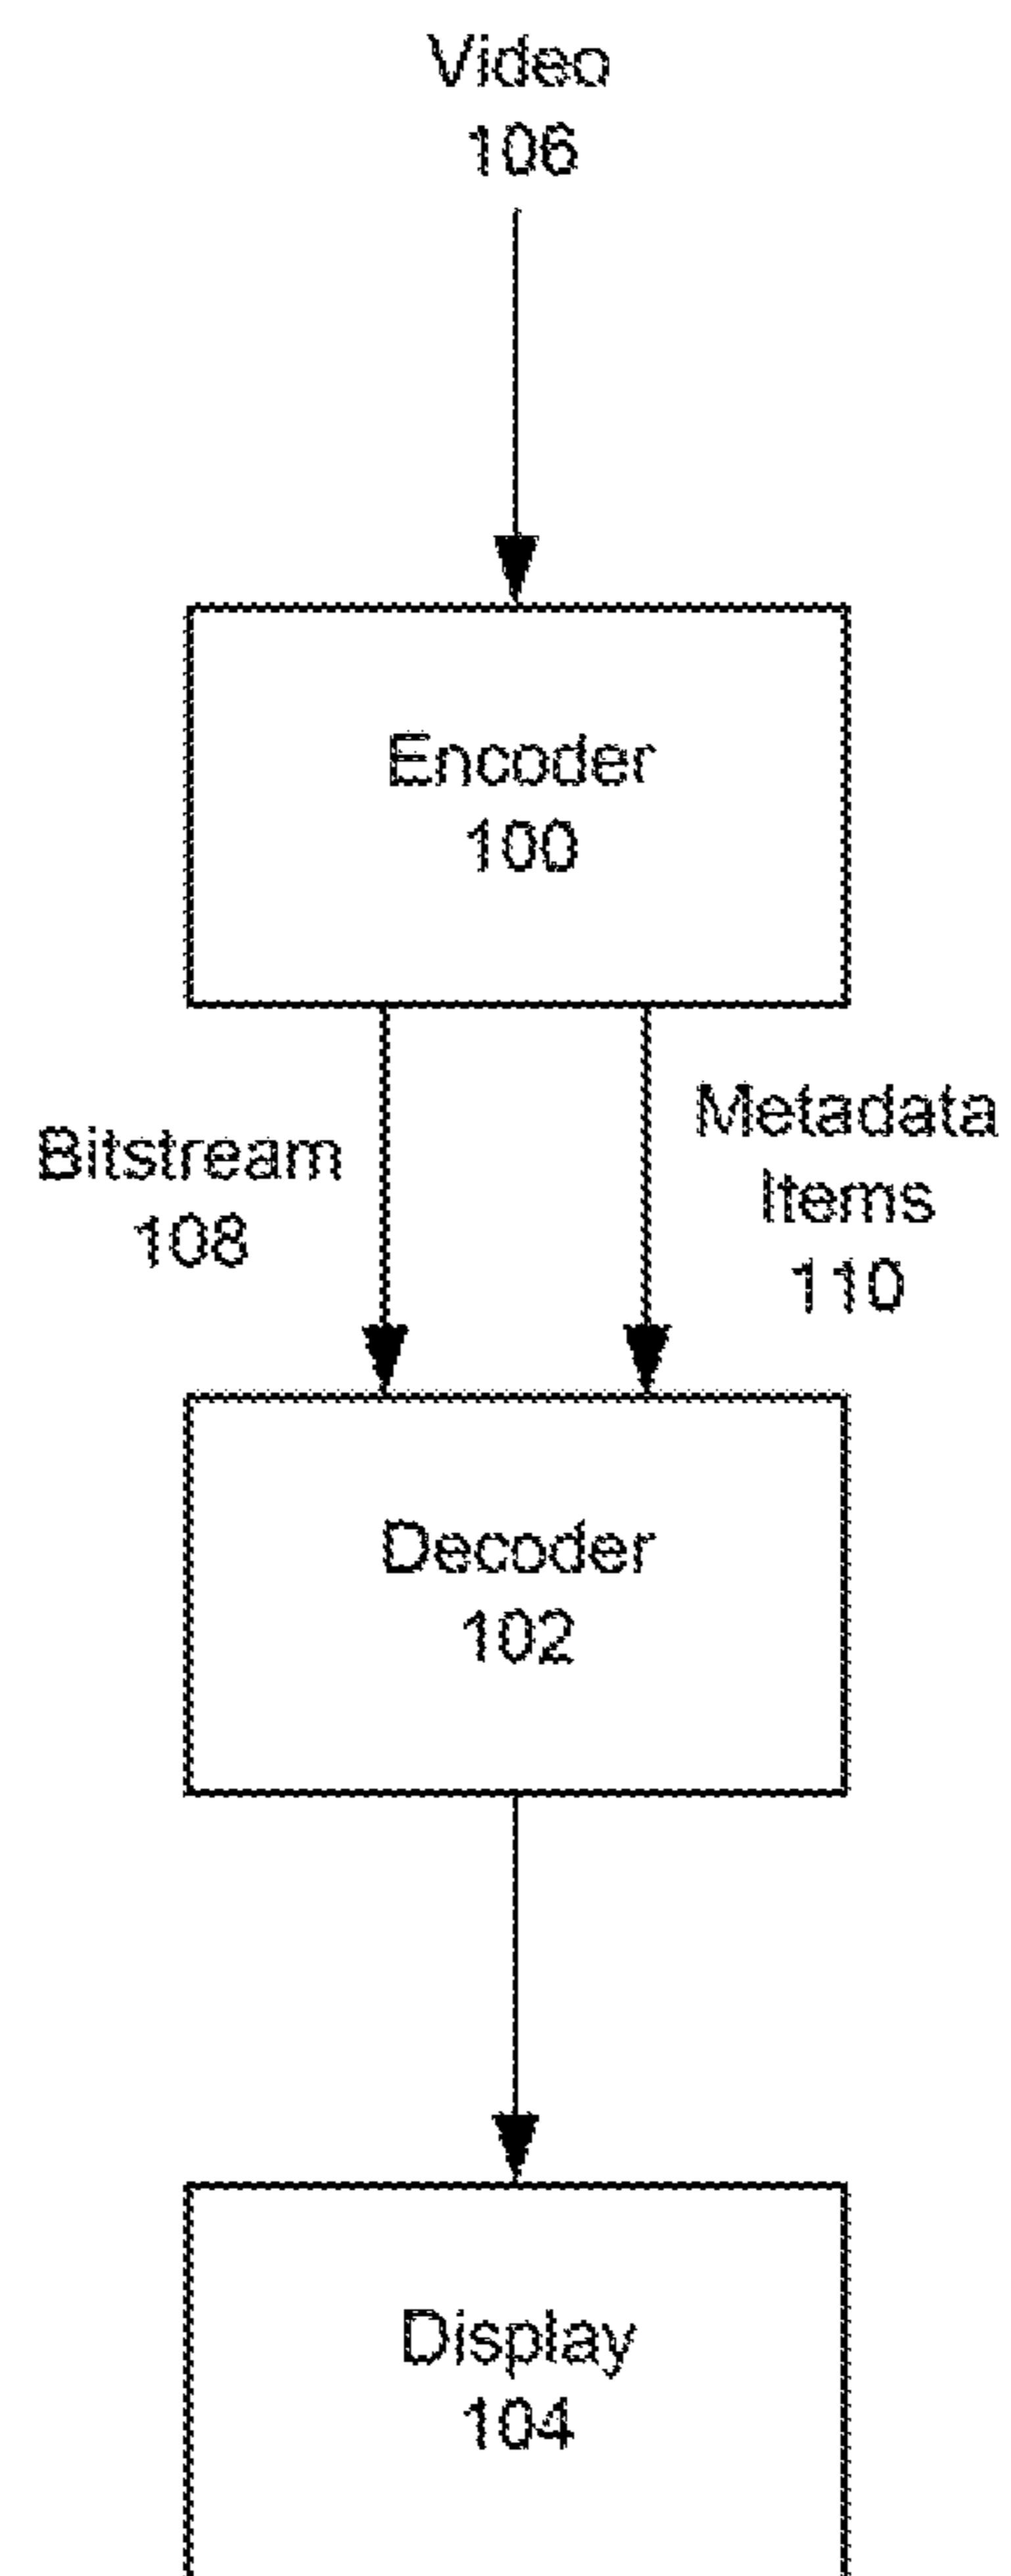 Video
106
Encoder
100
Bitstream
108
Metadata
Items
110
Decoder
102
Display
104